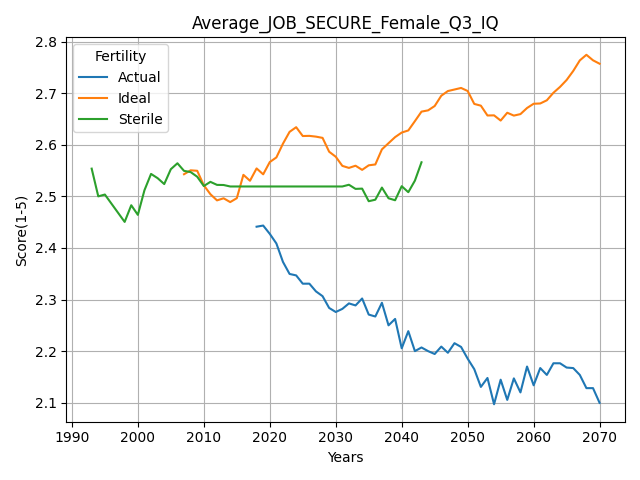 Average_JOB_SECURE_Female_Q3_IQ
Fertility
Actual
Ideal
Sterile
Score(1-5)
2.8
2.7
2.6
2.5
2.4
2.3
2.2
2.1
1990 2000 2010 2020 2030 2040 2050 2060 2070
Years